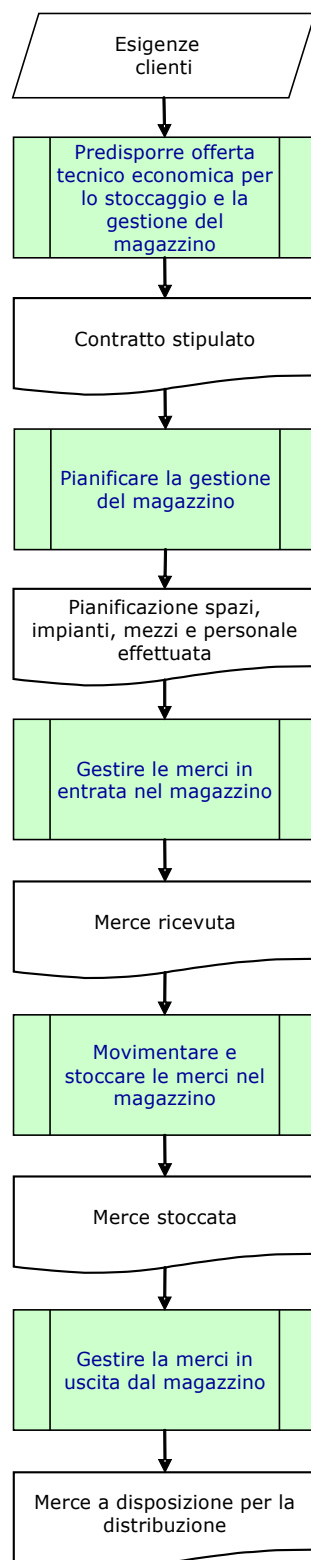 Esigenze
clienti
Predisporre offerta
tecnico economica per
lo stoccaggio e la
gestione del
magazzino
Contratto stipulato
Pianificare la gestione
del magazzino
Pianificazione spazi,
impianti, mezzi e personale
effettuata
Gestire le merci in
entrata nel magazzino
Merce ricevuta
Movimentare e
stoccare le merci nel
magazzino
Merce stoccata
Gestire la merci in
uscita dal magazzino
Merce a disposizione per la
distribuzione